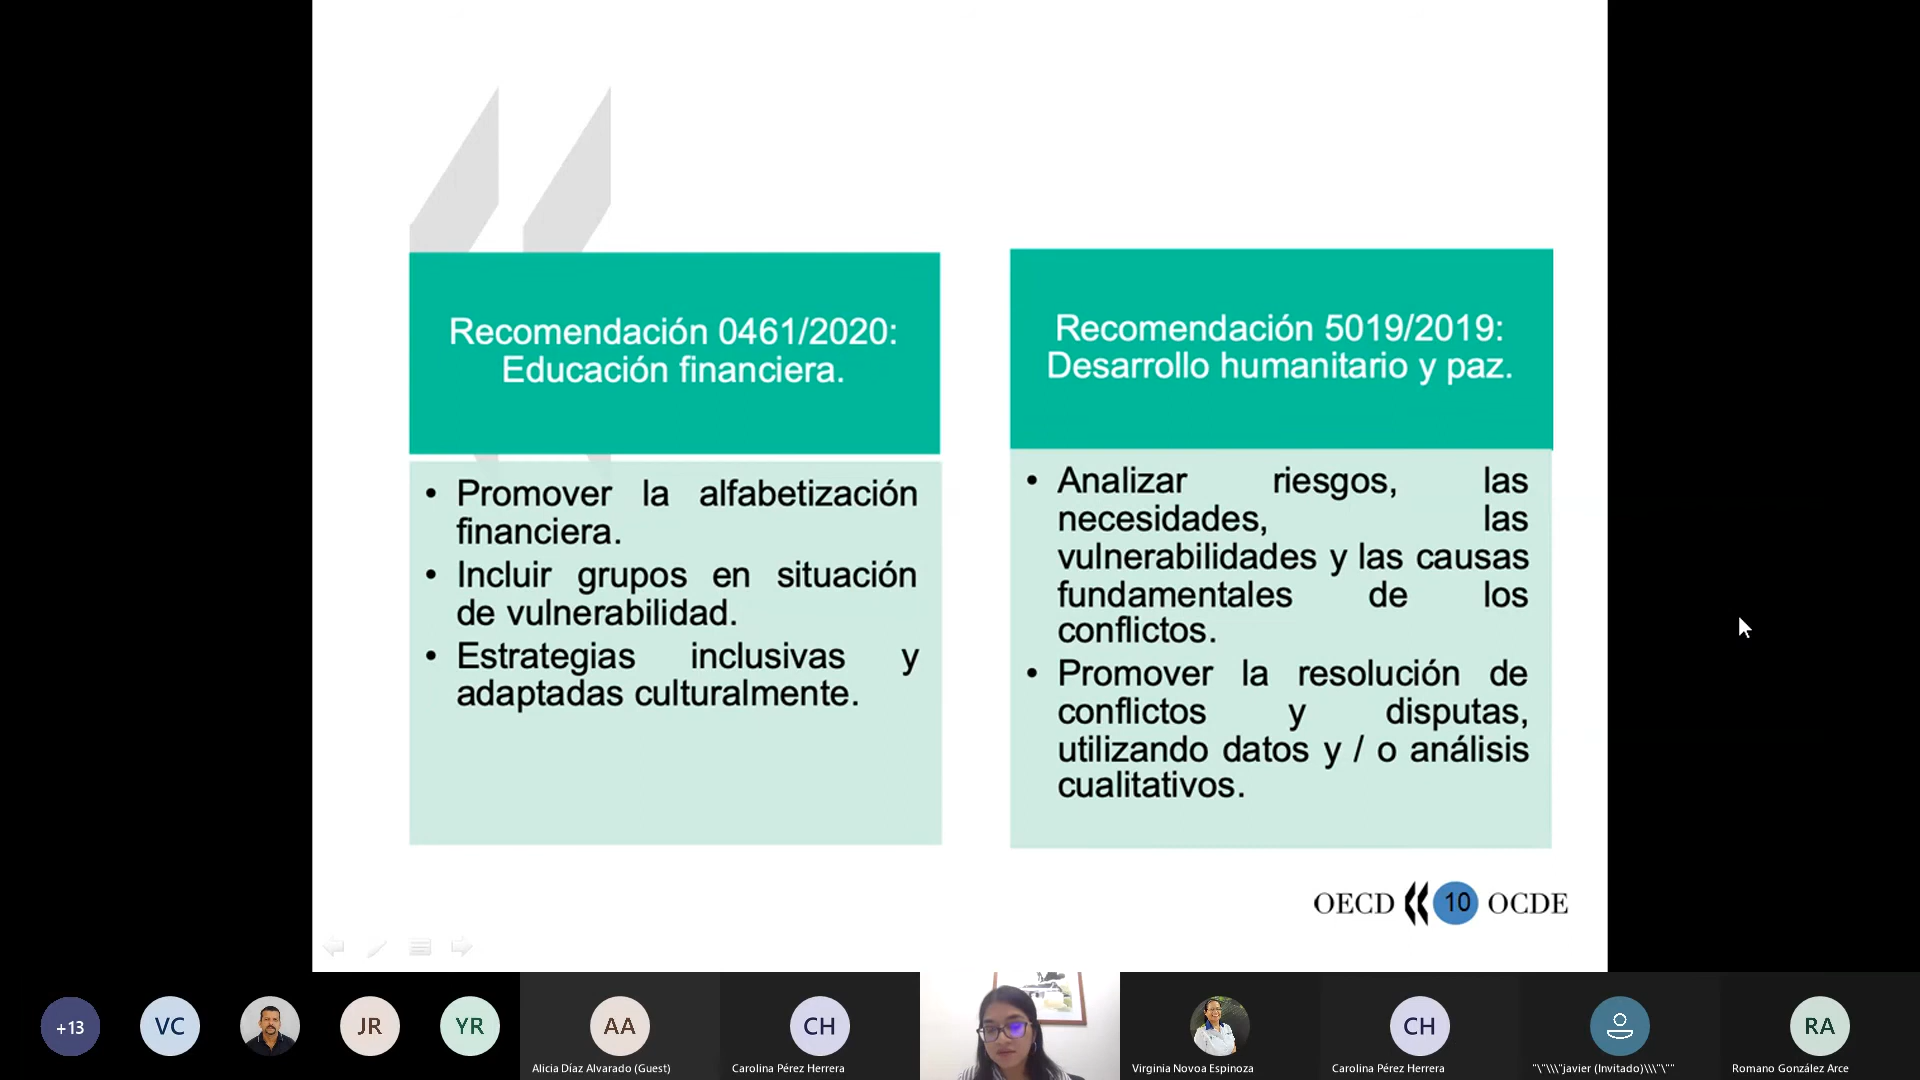 Recomendación 0461/2020:
Educación financiera.
• Promover la alfabetización
financiera.
• Incluir grupos en situación
de vulnerabilidad.
• Estrategias inclusivas y
adaptadas culturalmente.
Recomendación 5019/2019:
Desarrollo humanitario y paz.
• Analizar riesgos, las
necesidades, las
vulnerabilidades y las causas
fundamentales de los
conflictos.
• Promover la resolución de
conflictos y disputas,
utilizando datos y / o análisis
cualitativos.
OECD 10 OCDE
+13
VC
JR
YR
AA
Alicia Díaz Alvarado (Guest)
CH
Carolina Pérez Herrera
Virginia Novoa Espinoza
CH
Carolina Pérez Herrera
"\"\\\"javier (Invitado)\\\"\""
RA
Romano González Arce